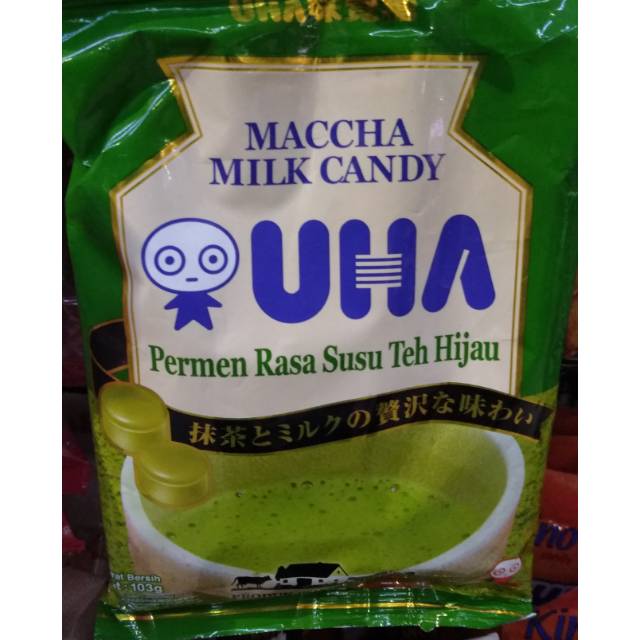 MACCHA
MILK CANDY
UHA
Permen Rasa Susu Teh Hijau
抹茶とミルクの贅沢な味わい
Bersih
103g